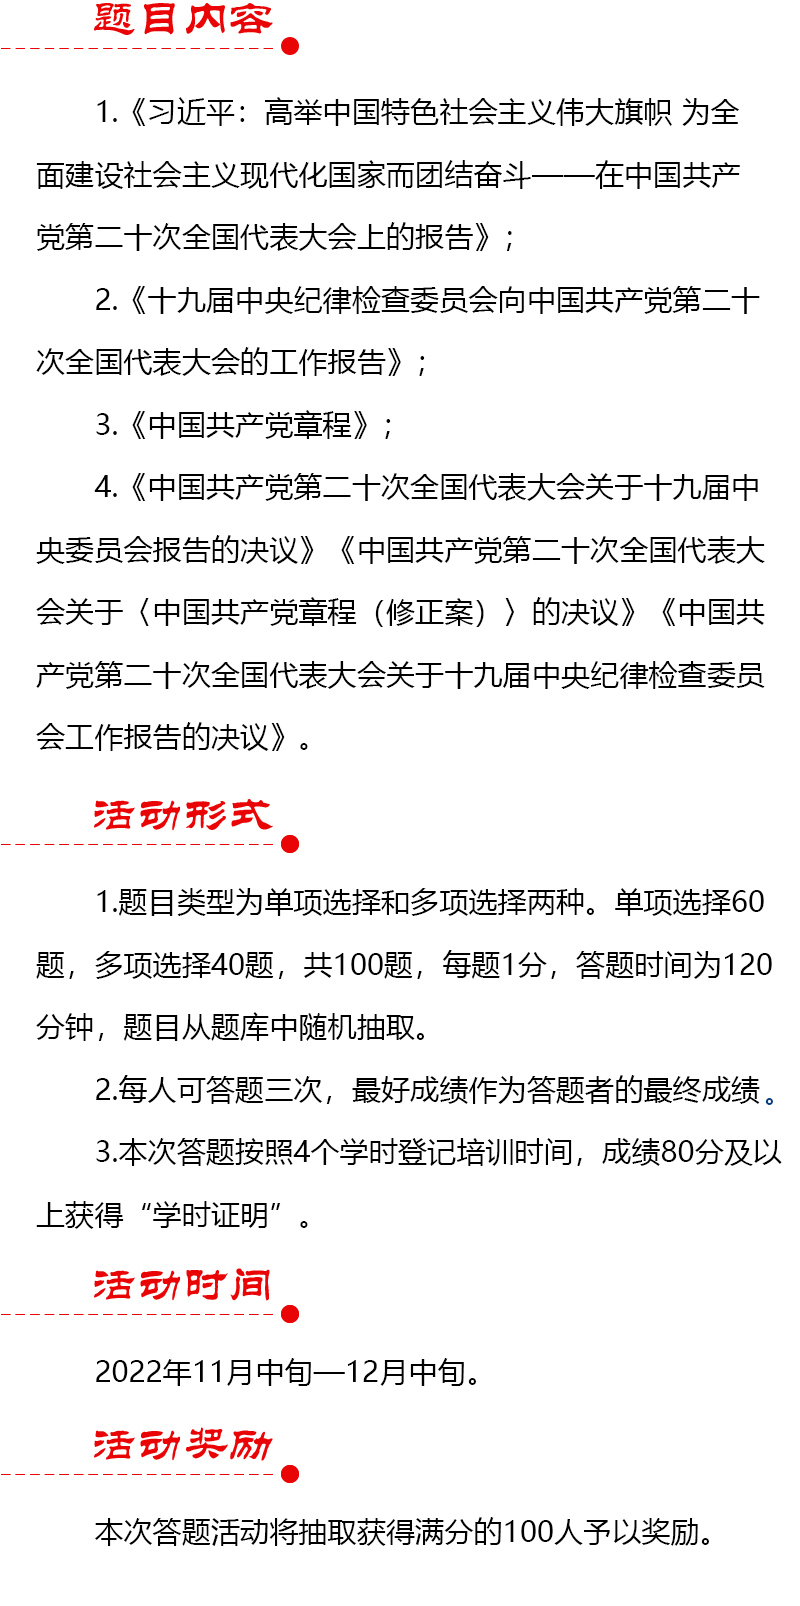 题目内容
1.《习近平：高举中国特色社会主义伟大旗帜 为全
面建设社会主义现代化国家而团结奋斗——在中国共产
党第二十次全国代表大会上的报告》；
2.《十九届中央纪律检查委员会向中国共产党第二十
次全国代表大会的工作报告》；
3.《中国共产党章程》；
4.《中国共产党第二十次全国代表大会关于十九届中
央委员会报告的决议》《中国共产党第二十次全国代表大
会关于〈中国共产党章程（修正案）〉的决议》《中国共
产党第二十次全国代表大会关于十九届中央纪律检查委员
会工作报告的决议》。
活动形式
1.题目类型为单项选择和多项选择两种。单项选择60
题，多项选择40题，共100题，每题1分，答题时间为120
分钟，题目从题库中随机抽取。
2.每人可答题三次，最好成绩作为答题者的最终成绩。
3.本次答题按照4个学时登记培训时间，成绩80分及以
上获得“学时证明”。
活动时间
2022年11月中旬—12月中旬。
活动奖励
本次答题活动将抽取获得满分的100人予以奖励。